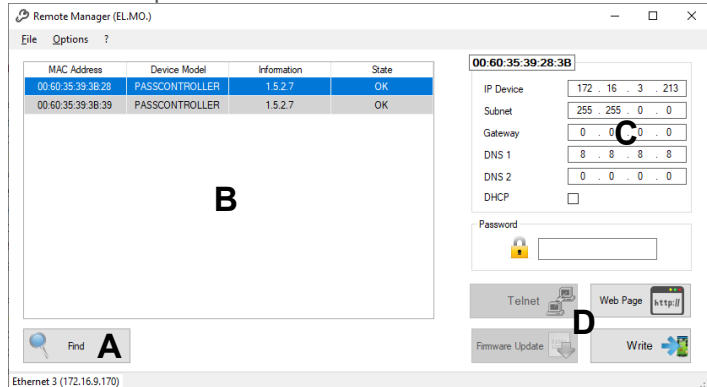 Remote Manager (EL.MO.)
File Options ?
MAC Address Device Model Information State
00:60:35:39:3B:28 PASSCONTROLLER 1.5.2.7 OK
00:60:35:39:3B:39 PASSCONTROLLER 1.5.2.7 OK
B
Find A
00:60:35:39:28:3B
IP Device 172 . 16 . 3 . 213
Subnet 255 . 255 . 0 . 0
Gateway 0 . 0 . 0 . 0
C
DNS 1 8 . 8 . 8 . 8
DNS 2 0 . 0 . 0 . 0
DHCP
Password
Telnet Web Page http://
D
Firmware Update Write
Ethernet 3 (172.16.9.170)